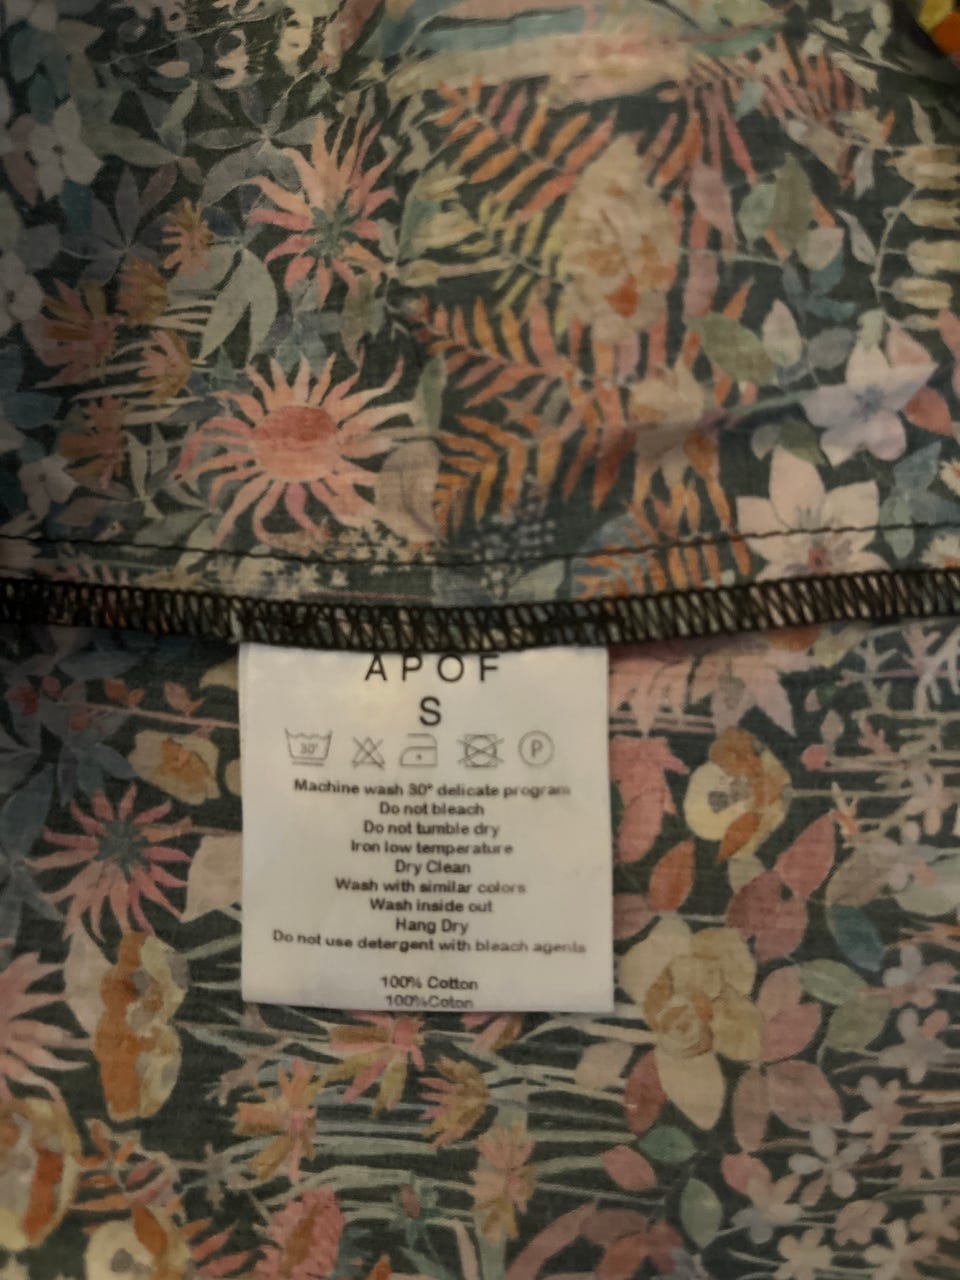 APOF
S
30°
P
Machine wash 30° delicate program
Do not bleach
Do not tumble dry
Iron low temperature
Dry Clean
Wash with similar colors
Wash inside out
Hang Dry
Do not use detergent with bleach agents
100% Cotton
100%Coton